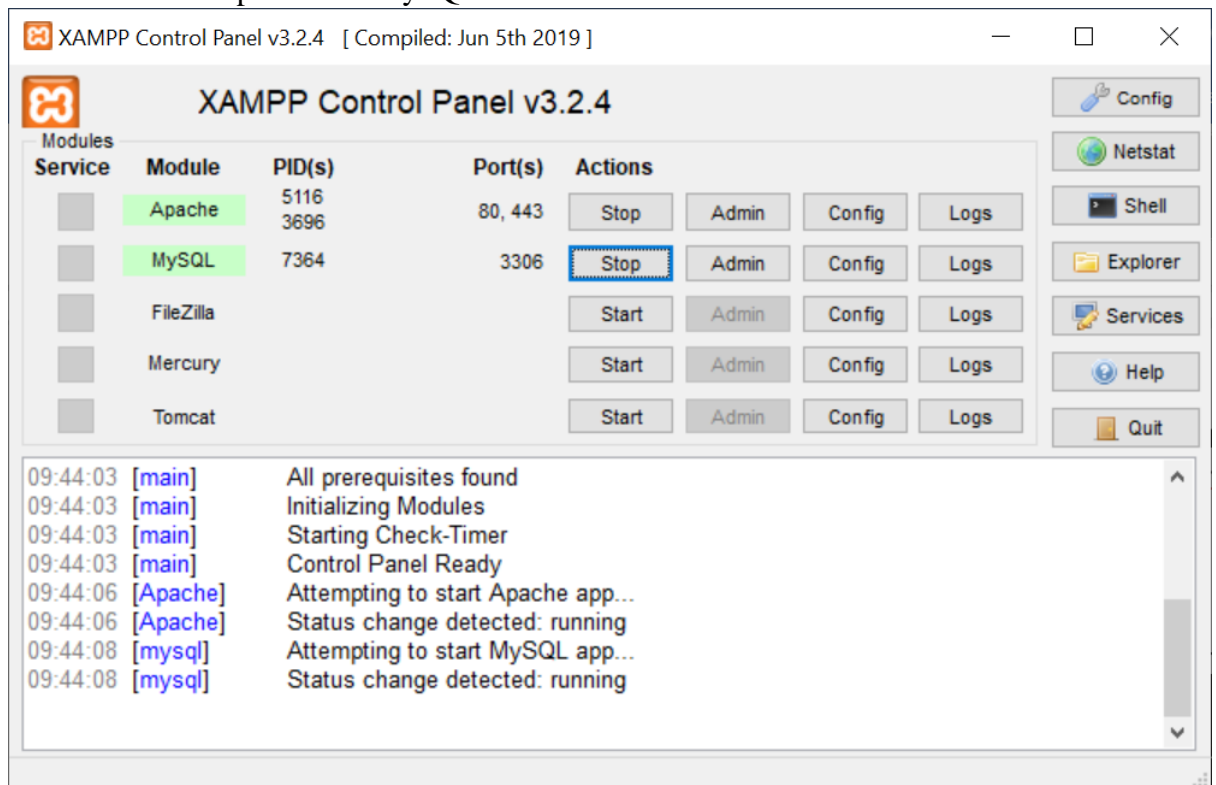 XAMPP Control Panel v3.2.4 [ Compiled: Jun 5th 2019 ]
XAMPP Control Panel v3.2.4
Config
Modules
Netstat
Service Module PID(s) Port(s) Actions
Apache 5116 3696 80, 443 Stop Admin Config Logs
Shell
MySQL 7364 3306 Stop Admin Config Logs
Explorer
FileZilla Start Admin Config Logs
Services
Mercury Start Admin Config Logs
Help
Tomcat Start Admin Config Logs
Quit
09:44:03 [main] All prerequisites found
09:44:03 [main] Initializing Modules
09:44:03 [main] Starting Check-Timer
09:44:03 [main] Control Panel Ready
09:44:06 [Apache] Attempting to start Apache app...
09:44:06 [Apache] Status change detected: running
09:44:08 [mysql] Attempting to start MySQL app...
09:44:08 [mysql] Status change detected: running